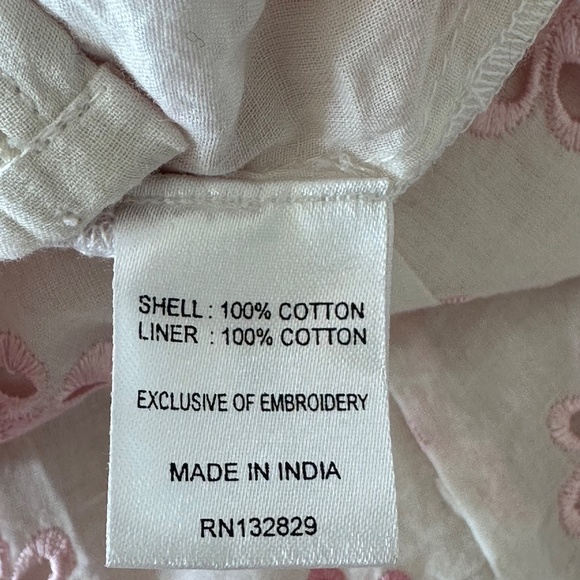 SHELL : 100% COTTON
LINER : 100% COTTON
EXCLUSIVE OF EMBROIDERY
MADE IN INDIA
RN132829